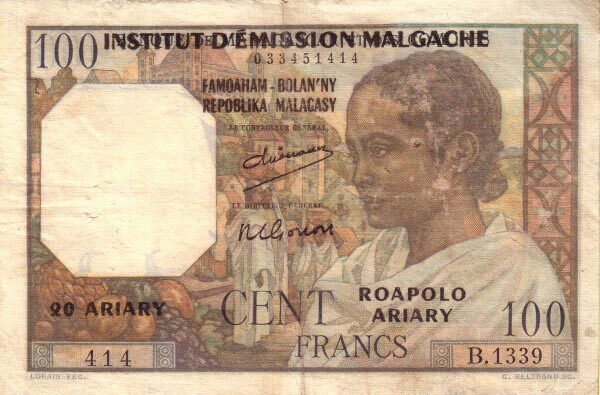 100
INSTITUT D'ÉMISSION MALGACHE
033451414
FAMOAHAM-BOLAN'NY
REPOBLIKA MALAGASY
LE CONTROLEUR GÉNÉRAL,
LE DIRECTEUR GÉNÉRAL,
20 ARIARY
CENT
FRANCS
ROAPOLO
ARIARY
100
414
B.1339
LORAIN-FEC.
G. BELTRAND SC.